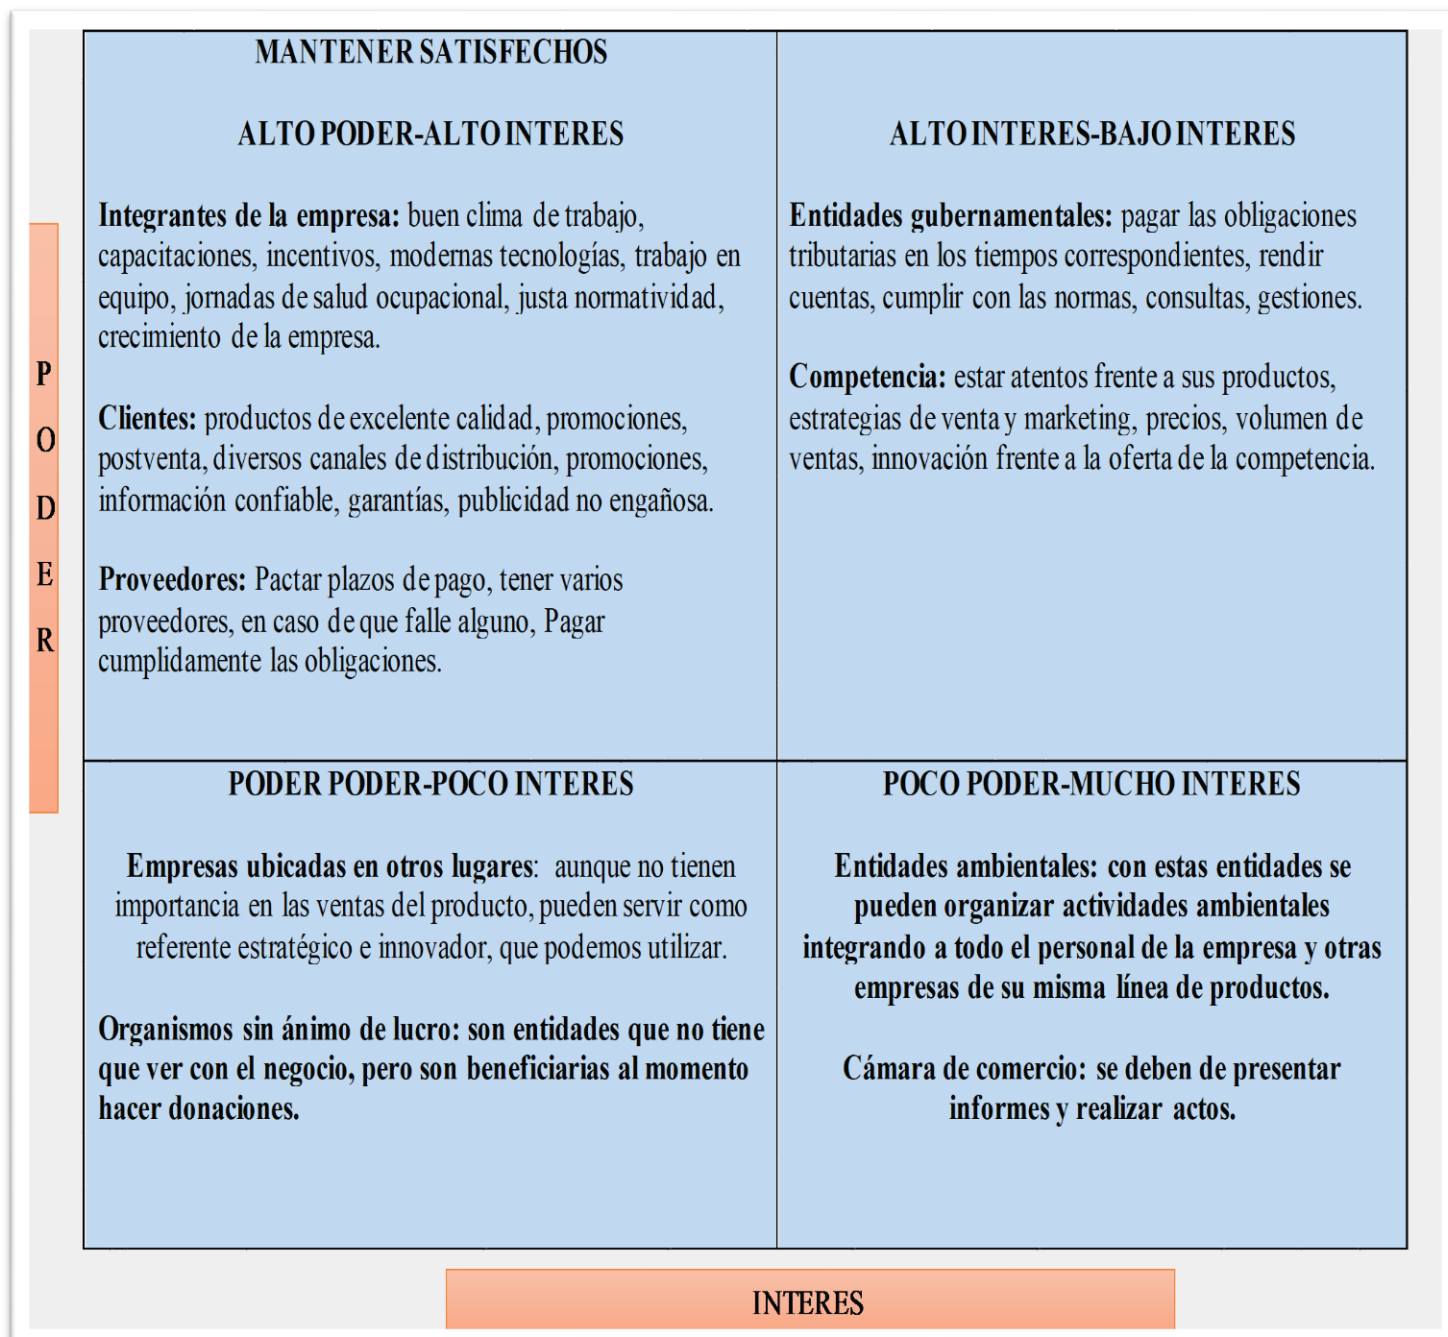 MANTENER SATISFECHOS
ALTO PODER-ALTO INTERES
Integrantes de la empresa: buen clima de trabajo,
capacitaciones, incentivos, modernas tecnologías, trabajo en
equipo, jornadas de salud ocupacional, justa normatividad,
crecimiento de la empresa.
Clientes: productos de excelente calidad, promociones,
postventa, diversos canales de distribución, promociones,
información confiable, garantías, publicidad no engañosa.
Proveedores: Pactar plazos de pago, tener varios
proveedores, en caso de que falle alguno, Pagar
cumplidamente las obligaciones.
ALTO INTERES-BAJO INTERES
Entidades gubernamentales: pagar las obligaciones
tributarias en los tiempos correspondientes, rendir
cuentas, cumplir con las normas, consultas, gestiones.
Competencia: estar atentos frente a sus productos,
estrategias de venta y marketing, precios, volumen de
ventas, innovación frente a la oferta de la competencia.
P
O
D
E
R
PODER PODER-POCO INTERES
Empresas ubicadas en otros lugares: aunque no tienen
importancia en las ventas del producto, pueden servir como
referente estratégico e innovador, que podemos utilizar.
Organismos sin ánimo de lucro: son entidades que no tiene
que ver con el negocio, pero son beneficiarias al momento
hacer donaciones.
POCO PODER-MUCHO INTERES
Entidades ambientales: con estas entidades se
pueden organizar actividades ambientales
integrando a todo el personal de la empresa y otras
empresas de su misma línea de productos.
Cámara de comercio: se deben de presentar
informes y realizar actos.
INTERES